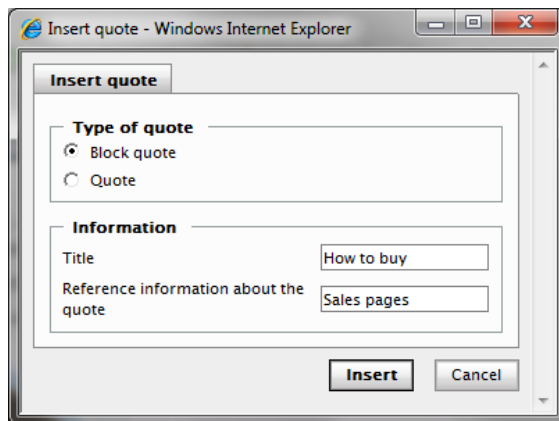 Insert quote - Windows Internet Explorer
Insert quote
Type of quote
Block quote
Quote
Information
Title
How to buy
Reference information about the
quote
Sales pages
Insert
Cancel